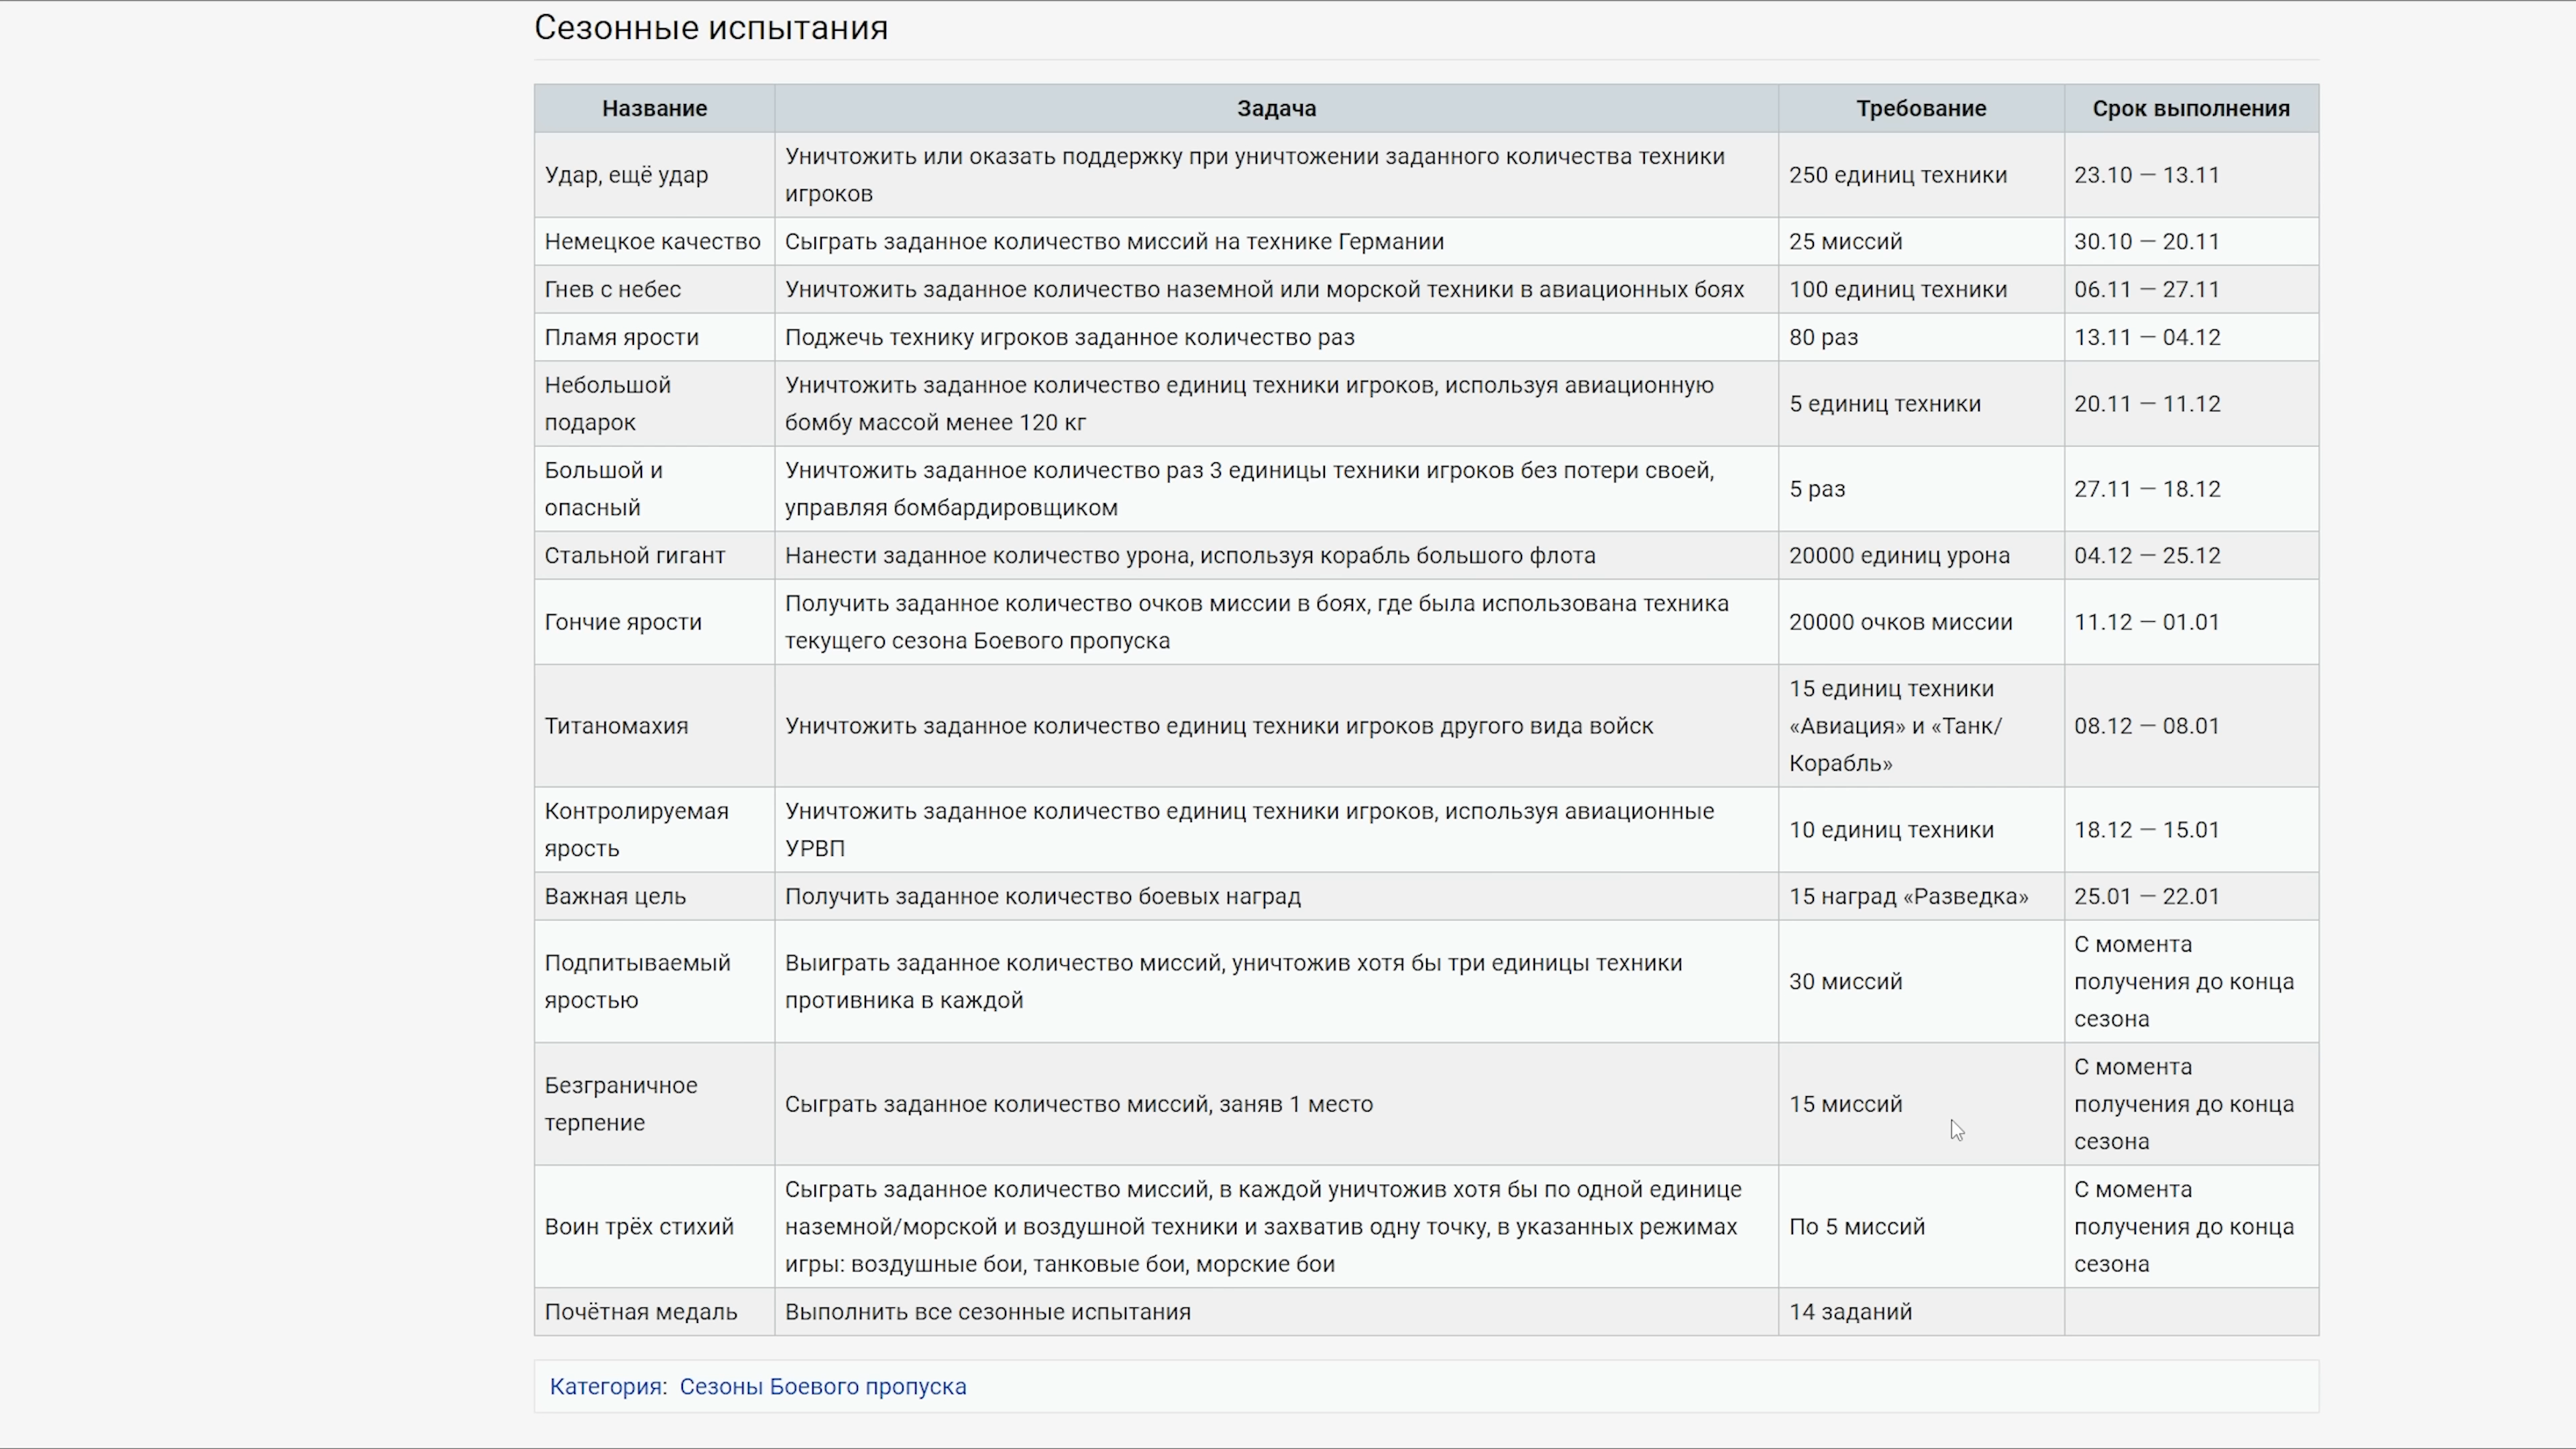 Сезонные испытания
Название
Задача
Требование
Срок выполнения
Удар, ещё удар
Уничтожить или оказать поддержку при уничтожении заданного количества техники
игроков
250 единиц техники
23.10 — 13.11
Немецкое качество
Сыграть заданное количество миссий на технике Германии
25 миссий
30.10 — 20.11
Гнев с небес
Уничтожить заданное количество наземной или морской техники в авиационных боях
100 единиц техники
06.11 — 27.11
Пламя ярости
Поджечь технику игроков заданное количество раз
80 раз
13.11 — 04.12
Небольшой
подарок
Уничтожить заданное количество единиц техники игроков, используя авиационную
бомбу массой менее 120 кг
5 единиц техники
20.11 — 11.12
Большой и
опасный
Уничтожить заданное количество раз 3 единицы техники игроков без потери своей,
управляя бомбардировщиком
5 раз
27.11 — 18.12
Стальной гигант
Нанести заданное количество урона, используя корабль большого флота
20000 единиц урона
04.12 — 25.12
Гончие ярости
Получить заданное количество очков миссии в боях, где была использована техника
текущего сезона Боевого пропуска
20000 очков миссии
11.12 — 01.01
Титаномахия
Уничтожить заданное количество единиц техники игроков другого вида войск
15 единиц техники
«Авиация» и «Танк/
Корабль»
08.12 — 08.01
Контролируемая
ярость
Уничтожить заданное количество единиц техники игроков, используя авиационные
УРВП
10 единиц техники
18.12 — 15.01
Важная цель
Получить заданное количество боевых наград
15 наград «Разведка»
25.01 — 22.01
Подпитываемый
яростью
Выиграть заданное количество миссий, уничтожив хотя бы три единицы техники
противника в каждой
30 миссий
С момента
получения до конца
сезона
Безграничное
терпение
Сыграть заданное количество миссий, заняв 1 место
15 миссий
С момента
получения до конца
сезона
Воин трёх стихий
Сыграть заданное количество миссий, в каждой уничтожив хотя бы по одной единице
наземной/морской и воздушной техники и захватив одну точку, в указанных режимах
игры: воздушные бои, танковые бои, морские бои
По 5 миссий
С момента
получения до конца
сезона
Почётная медаль
Выполнить все сезонные испытания
14 заданий
Категория: Сезоны Боевого пропуска